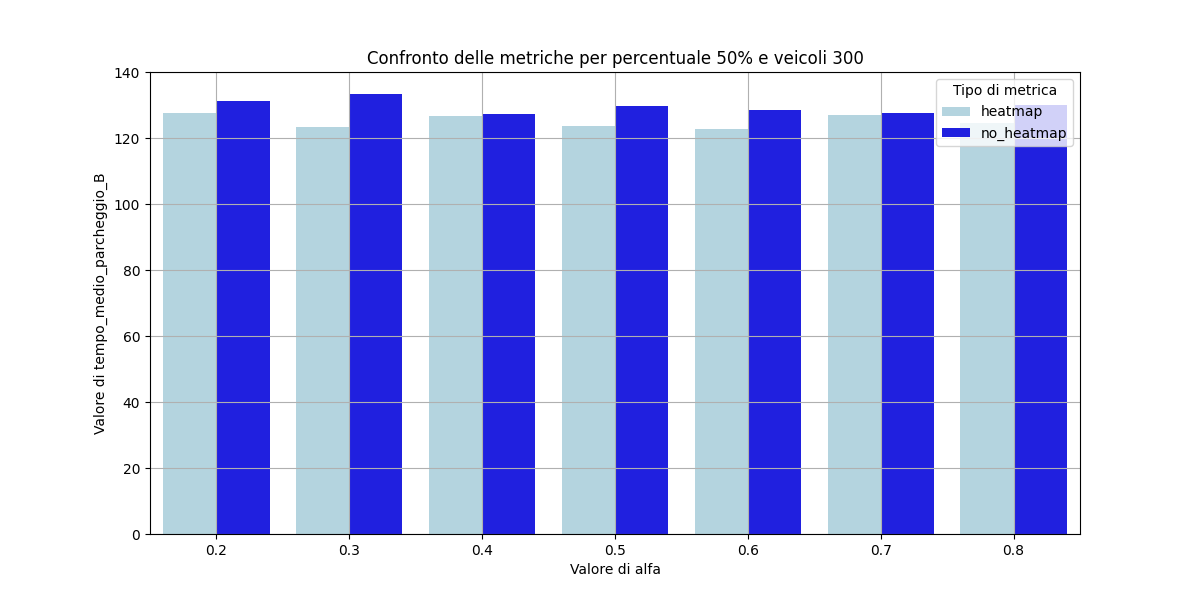 Confronto delle metriche per percentuale 50% e veicoli 300
Valore di tempo_medio_parcheggio_B
140
120
100
80
60
40
20
0
Tipo di metrica
heatmap
no_heatmap
0.2 0.3 0.4 0.5 0.6 0.7 0.8
Valore di alfa